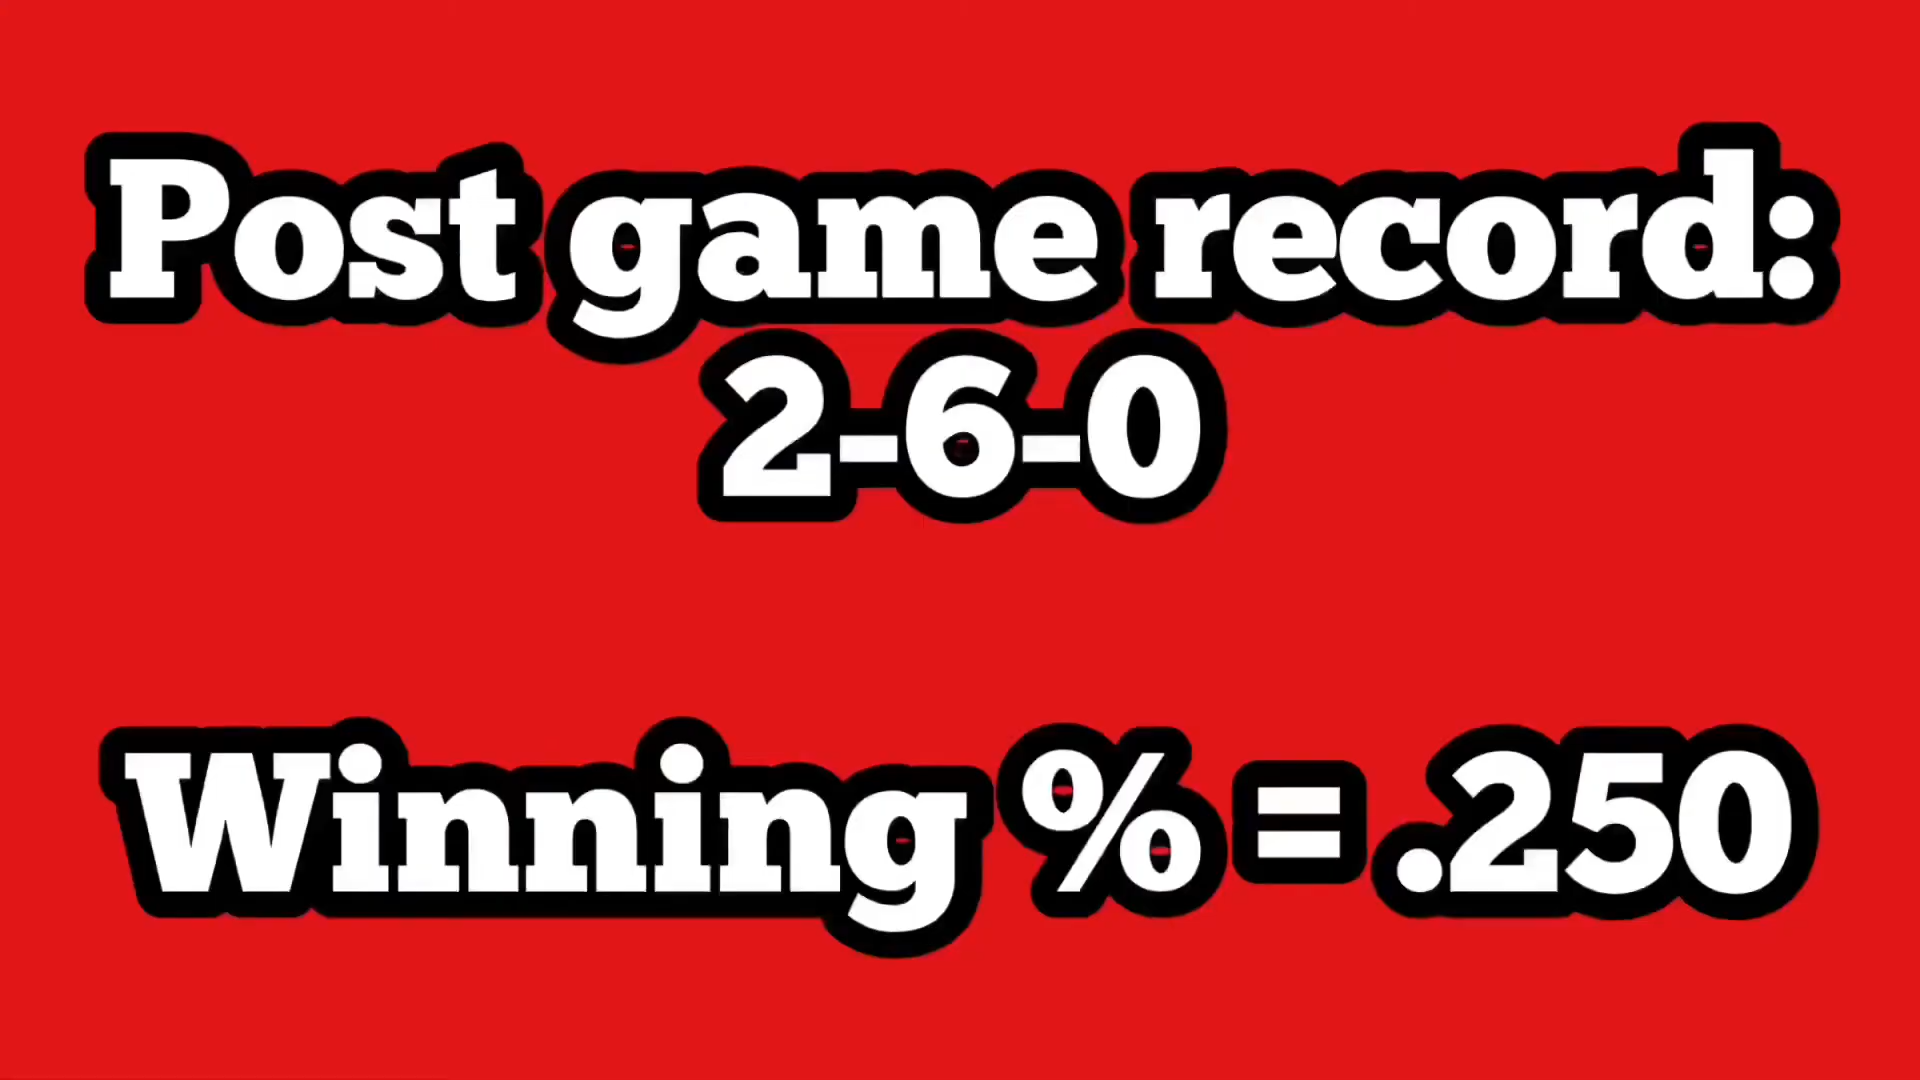 Post game record:
2-6-0
Winning % = .250